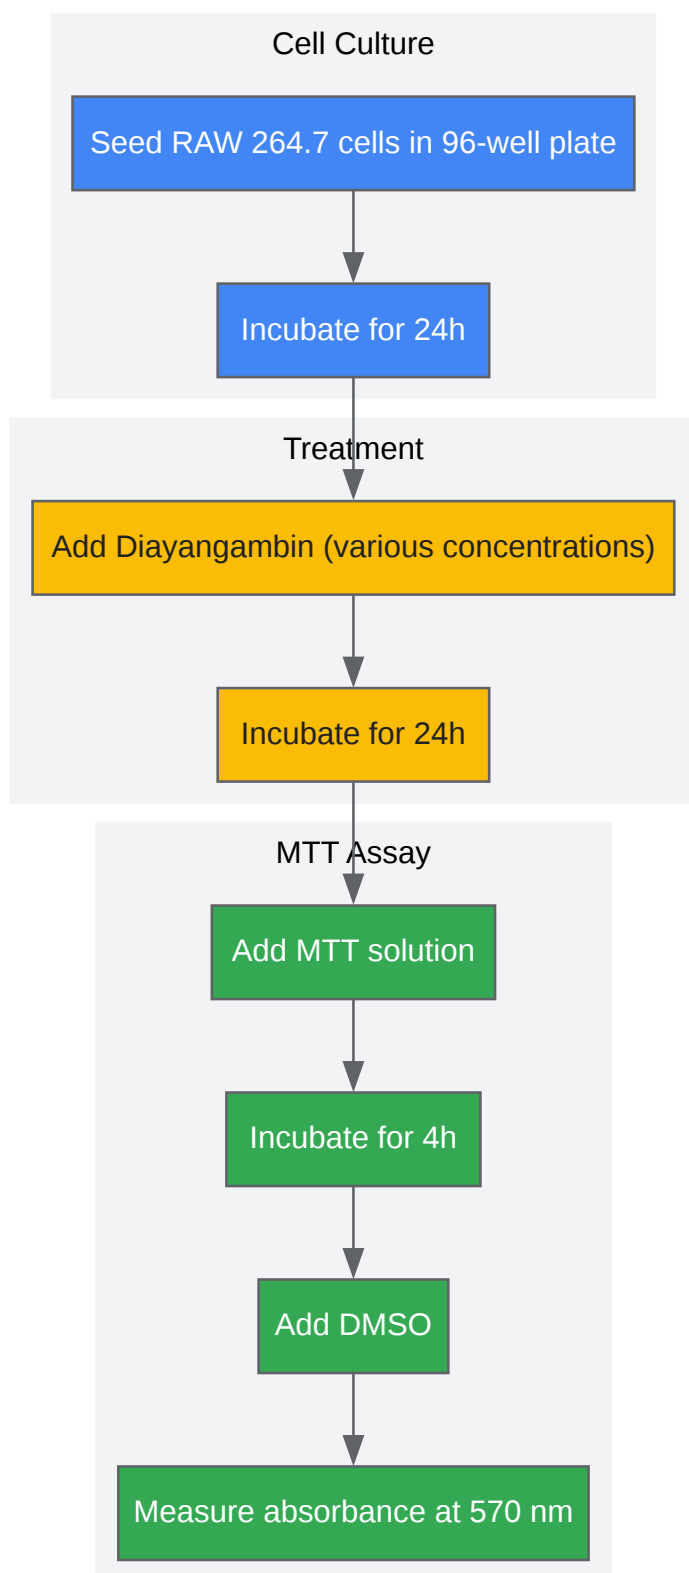 Cell Culture
Seed RAW 264.7 cells in 96-well plate
Incubate for 24h
Treatment
Add Diayangambin (various concentrations)
Incubate for 24h
MTT Assay
Add MTT solution
Incubate for 4h
Add DMSO
Measure absorbance at 570 nm